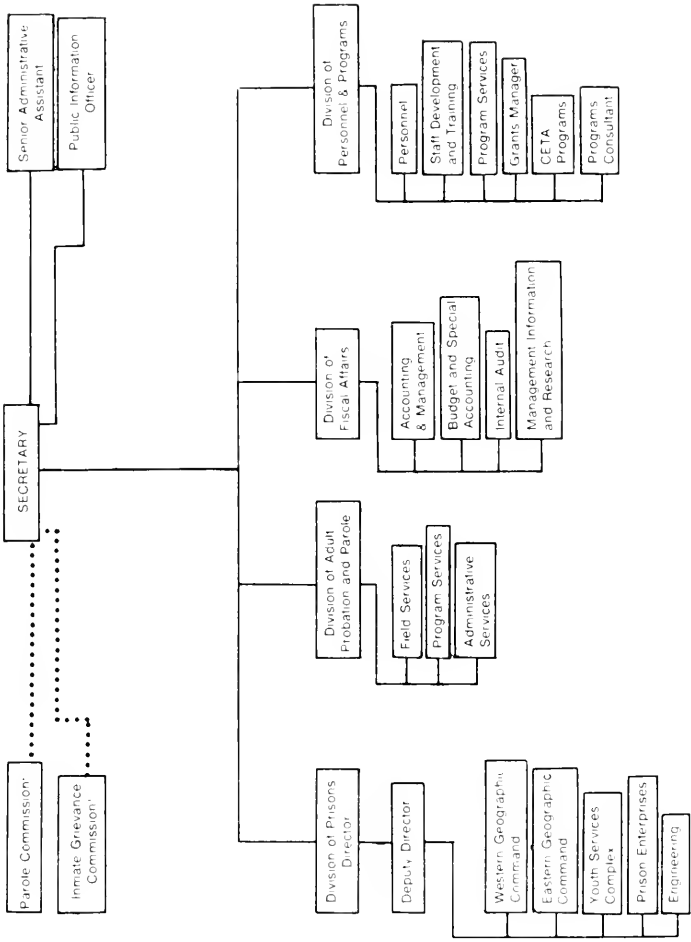 SECRETARY
Senior Administrative
Assistant
Public Information
Officer
Parole Commission·
Inmate Grievance
Commission'
Division of Prisons
Director
Deputy Director
Western Geographic
Command
Eastern Geographic
Command
Youth Services
Complex
Prison Enterprises
Engineering
Division of Adult
Probation and Parole
Field Services
Program Services
Administrative
Services
Division of
Fiscal Affairs
Accounting
& Management
Budget and Special
Accounting
Internal Audit
Management Information
and Research
Division of
Personnel & Programs
Personnel
Staff Development
and Training
Program Services
Grants Manager
CETA
Programs
Programs
Consultant